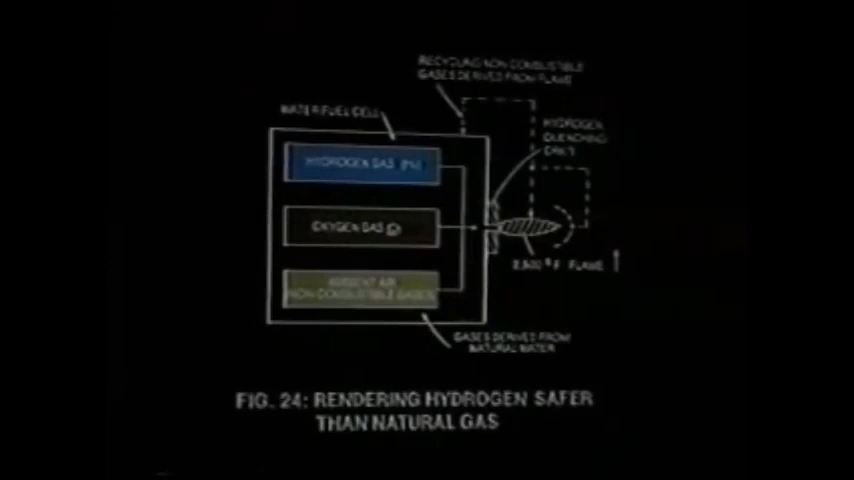 RECYCLING NON-COMBUSTIBLE
GASES DERIVED FROM FLAME
WATER FUEL CELL
HYDROGEN
QUENCHING
HYDROGEN GAS (H)
OXYGEN GAS
AMBIENT AIR
NON-COMBUSTIBLE GASES
FLAME
GASES DERIVED FROM
NATURAL WATER
FIG. 24: RENDERING HYDROGEN SAFER
THAN NATURAL GAS